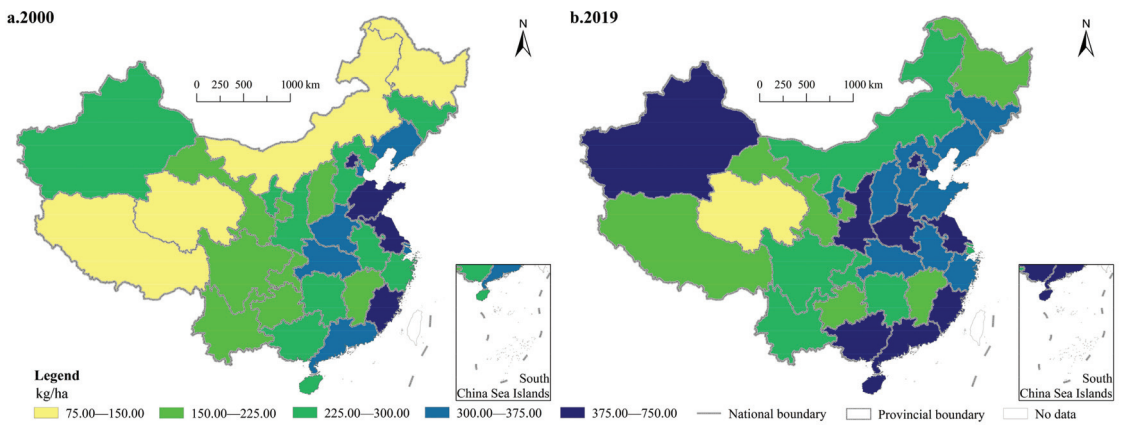 a.2000
N
0 250 500 1000 km
South
China Sea Islands
b.2019
N
0 250 500 1000 km
South
China Sea Islands
Legend
kg/ha
75.00—150.00 150.00—225.00 225.00—300.00 300.00—375.00 375.00—750.00 National boundary Provincial boundary No data